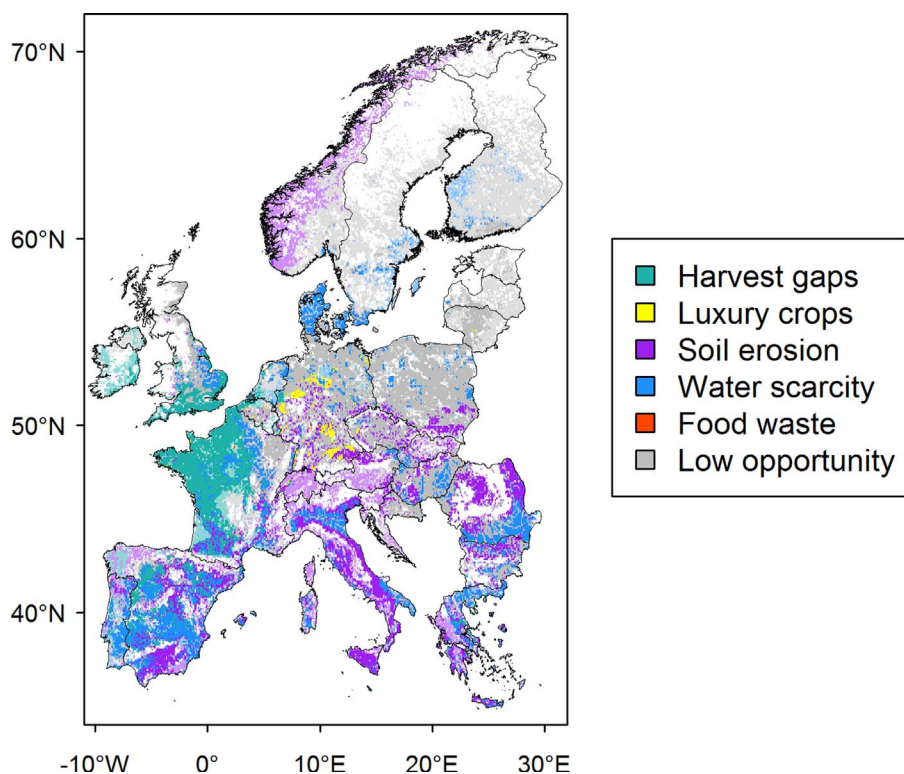 70°N
60°N
50°N
40°N
-10°W
0°
10°E
20°E
30°E
Harvest gaps
Luxury crops
Soil erosion
Water scarcity
Food waste
Low opportunity